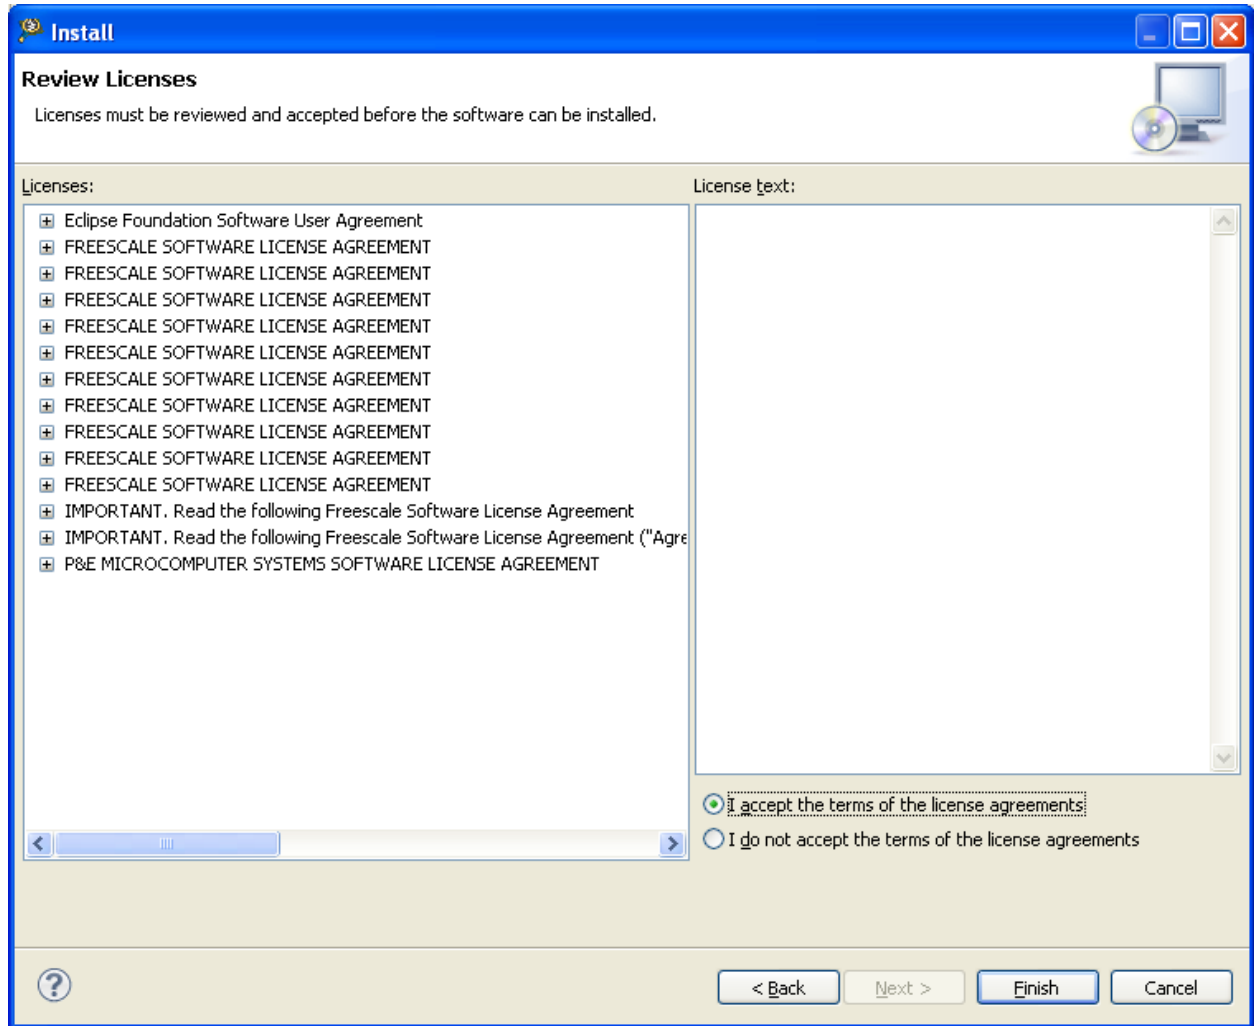 Install
Review Licenses
Licenses must be reviewed and accepted before the software can be installed.
Licenses:
Eclipse Foundation Software User Agreement
FREESCALE SOFTWARE LICENSE AGREEMENT
FREESCALE SOFTWARE LICENSE AGREEMENT
FREESCALE SOFTWARE LICENSE AGREEMENT
FREESCALE SOFTWARE LICENSE AGREEMENT
FREESCALE SOFTWARE LICENSE AGREEMENT
FREESCALE SOFTWARE LICENSE AGREEMENT
FREESCALE SOFTWARE LICENSE AGREEMENT
FREESCALE SOFTWARE LICENSE AGREEMENT
FREESCALE SOFTWARE LICENSE AGREEMENT
FREESCALE SOFTWARE LICENSE AGREEMENT
IMPORTANT. Read the following Freescale Software License Agreement
IMPORTANT. Read the following Freescale Software License Agreement ("Agre
P&E MICROCOMPUTER SYSTEMS SOFTWARE LICENSE AGREEMENT
License text:
I accept the terms of the license agreements
I do not accept the terms of the license agreements
? < Back Next > Finish Cancel